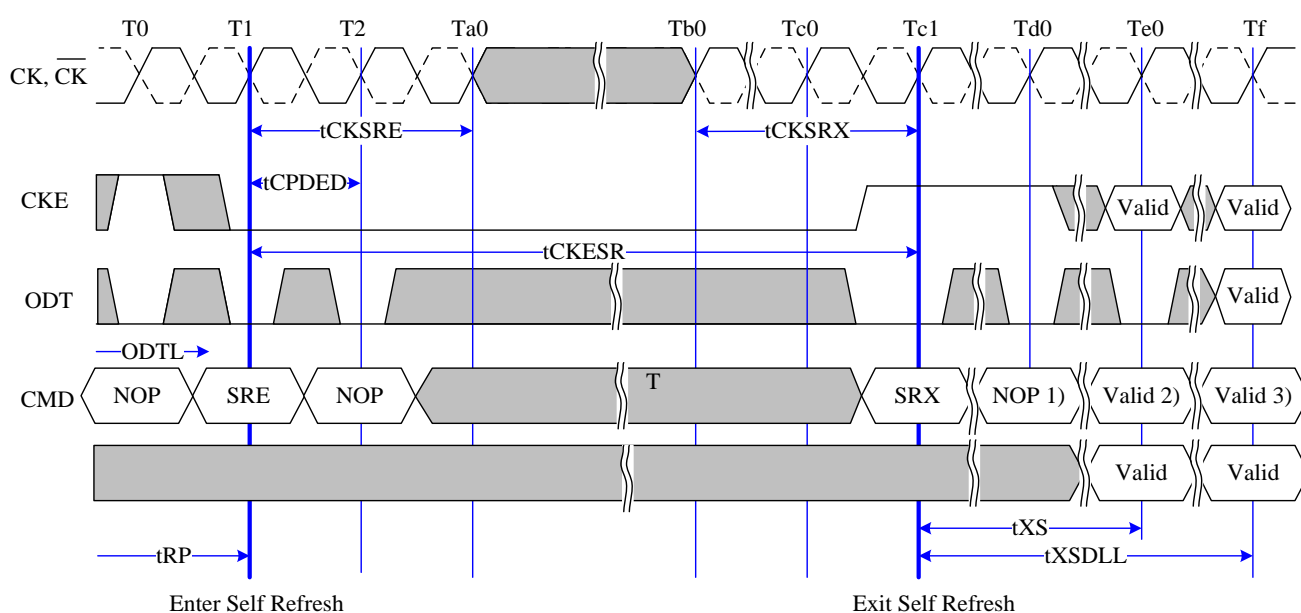 T0 T1 T2 Ta0 Tb0 Tc0 Tc1 Td0 Te0 Tf
CK, CK
tCKSRE tCKSRX
tCPDED
CKE Valid Valid
tCKESR
ODT Valid
ODTL
CMD NOP SRE NOP T SRX NOP 1) Valid 2) Valid 3)
Valid Valid
tXS
tRP tXSDLL
Enter Self Refresh Exit Self Refresh